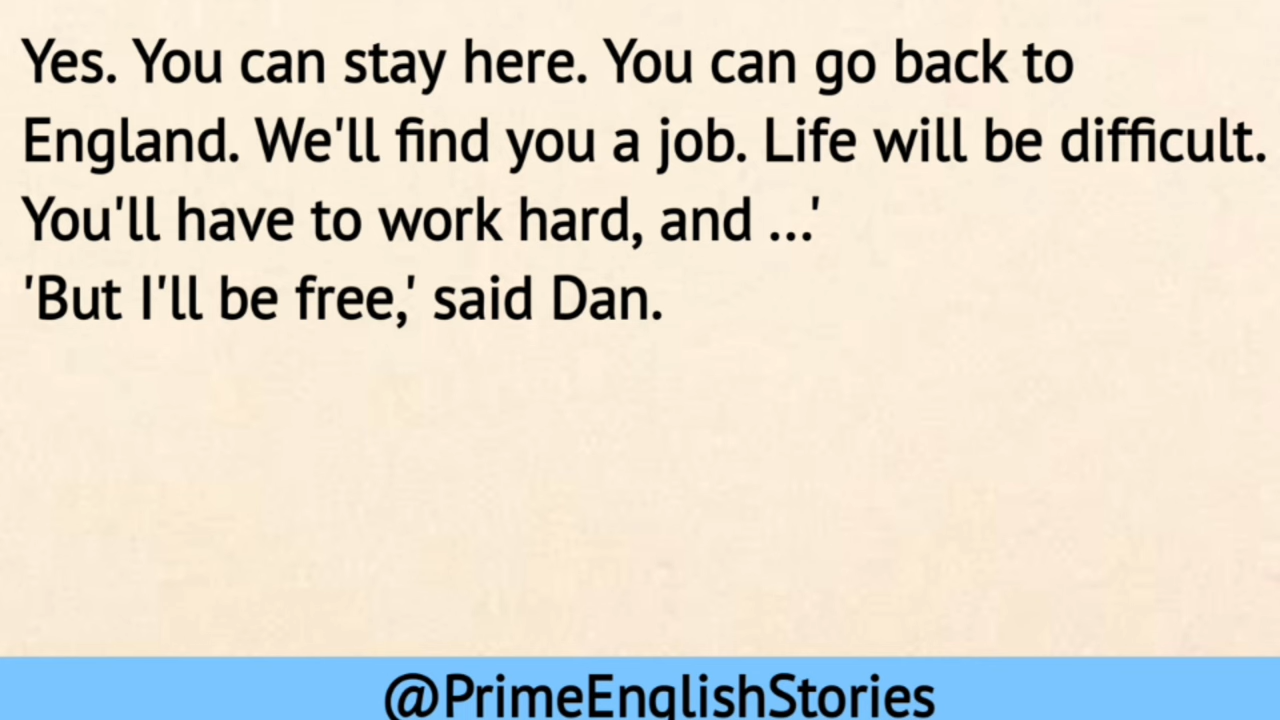 Yes. You can stay here. You can go back to
England. We'll find you a job. Life will be difficult.
You'll have to work hard, and ...'
'But I'll be free,' said Dan.
@PrimeEnglishStories